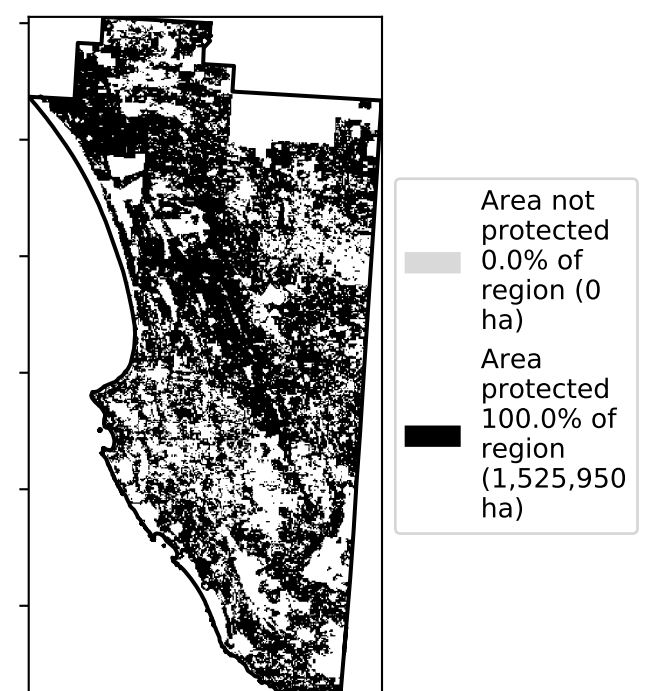 Area not
protected
0.0% of
region (0
ha)
Area
protected
100.0% of
region
(1,525,950
ha)